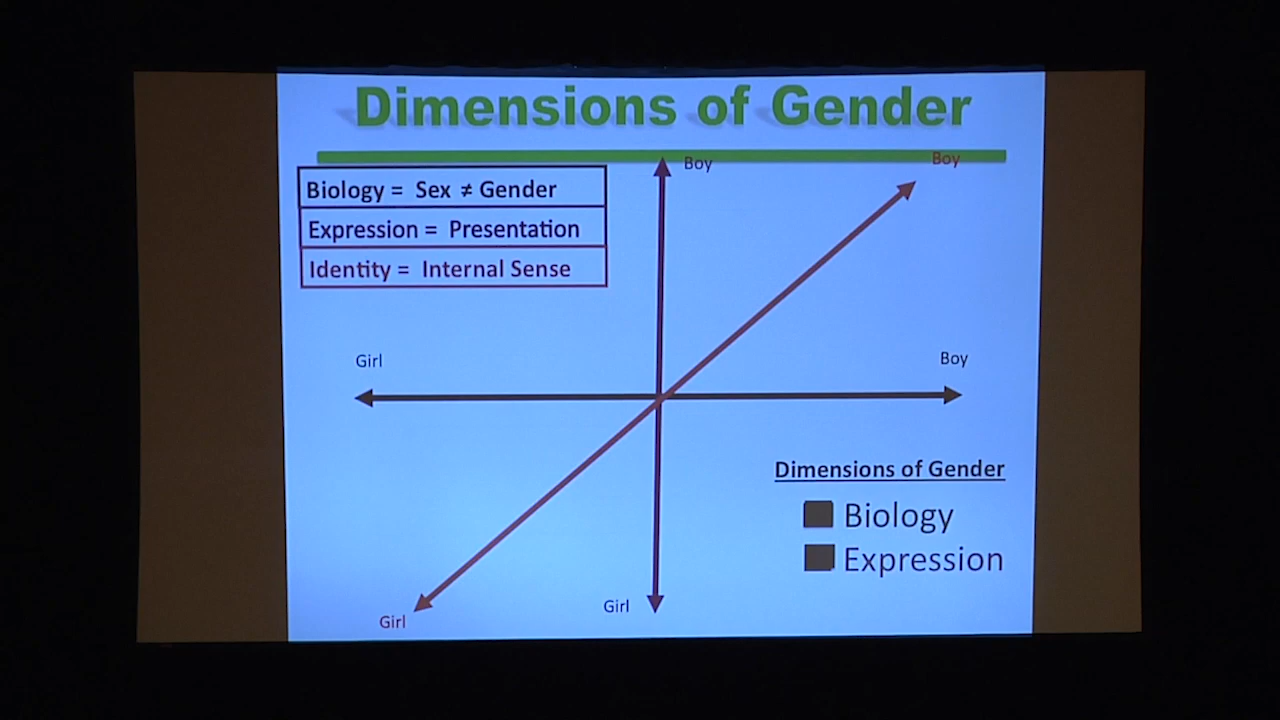 Dimensions of Gender
Boy
Boy
Biology = Sex ≠ Gender
Expression = Presentation
Identity = Internal Sense
Girl
Boy
Dimensions of Gender
Biology
Expression
Girl
Girl